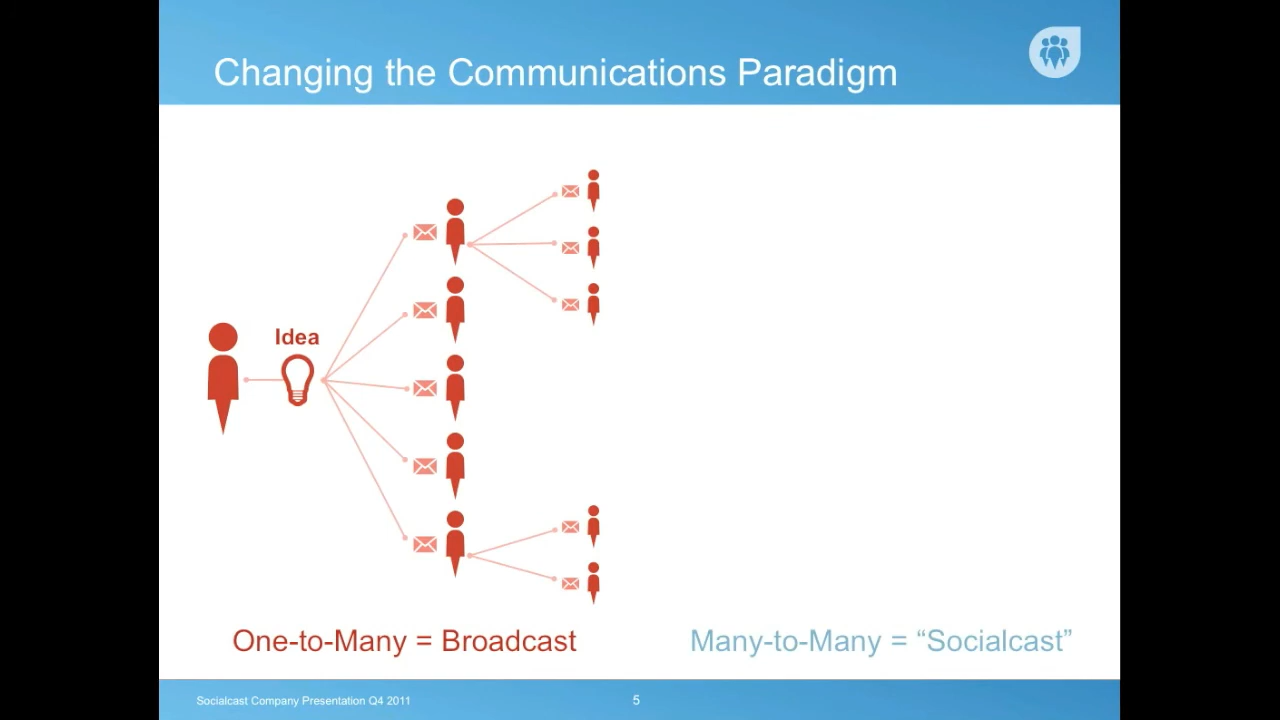 Changing the Communications Paradigm
Idea
One-to-Many = Broadcast
Many-to-Many = “Socialcast”
Socialcast Company Presentation Q4 2011
5